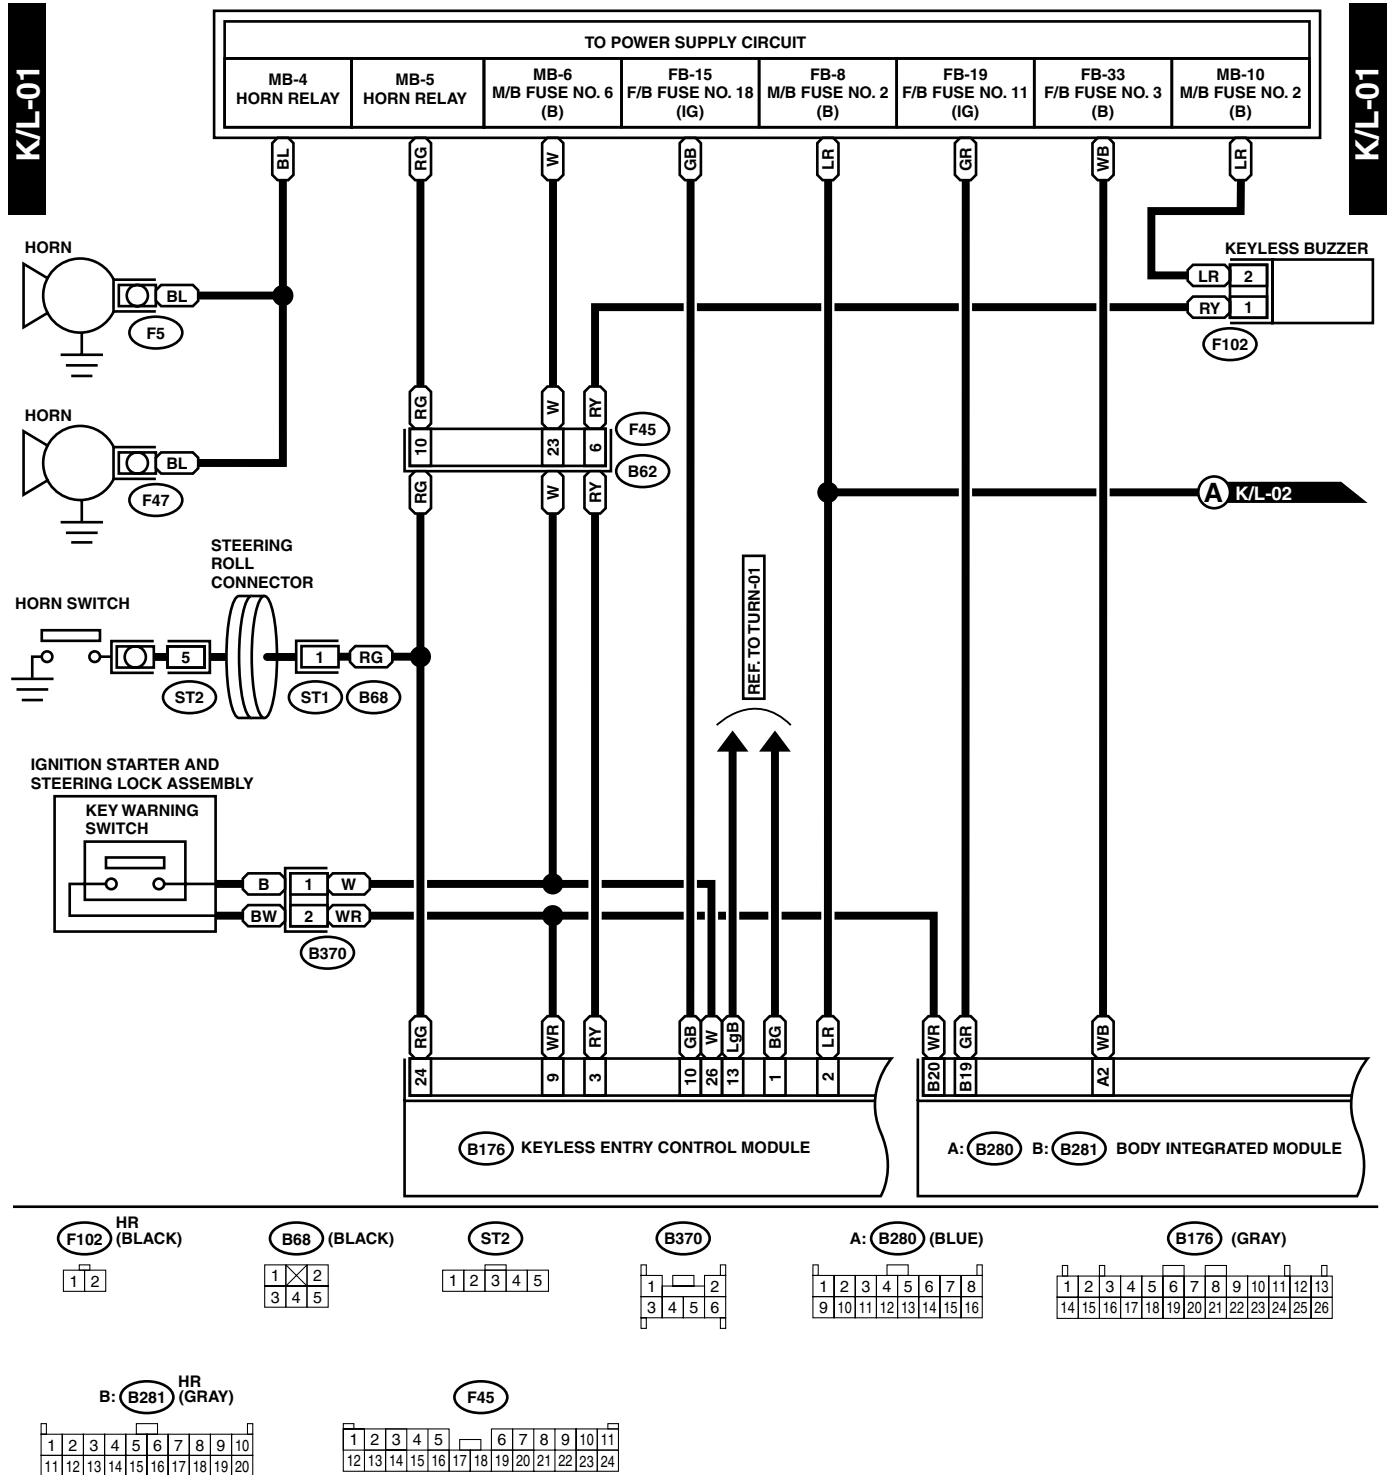 K/L-01
K/L-01
TO POWER SUPPLY CIRCUIT
MB-4
HORN RELAY
MB-5
HORN RELAY
MB-6
M/B FUSE NO. 6
(B)
FB-15
F/B FUSE NO. 18
(IG)
FB-8
M/B FUSE NO. 2
(B)
FB-19
F/B FUSE NO. 11
(IG)
FB-33
F/B FUSE NO. 3
(B)
MB-10
M/B FUSE NO. 2
(B)
BL
RG
W
GB
LR
GR
WB
LR
HORN
BL
F5
KEYLESS BUZZER
LR 2
RY 1
F102
HORN
BL
F47
RG
W
RY
10
23
6
F45
B62
RG
W
RY
A K/L-02
STEERING
ROLL
CONNECTOR
HORN SWITCH
5
1
RG
ST2
ST1
B68
REF. TO TURN-01
IGNITION STARTER AND
STEERING LOCK ASSEMBLY
KEY WARNING
SWITCH
B 1 W
BW 2 WR
B370
RG
WR
RY
GB
W
LgB
BG
LR
WR
GR
WB
24
9
3
10
26
13
1
2
B20
B19
A2
B176 KEYLESS ENTRY CONTROL MODULE
A: B280 B: B281 BODY INTEGRATED MODULE
F102 HR
(BLACK)
1 2
B68 (BLACK)
1 2
3 4 5
ST2
1 2 3 4 5
B370
1 2
3 4 5 6
A: B280 (BLUE)
1 2 3 4 5 6 7 8
9 10 11 12 13 14 15 16
B176 (GRAY)
1 2 3 4 5 6 7 8 9 10 11 12 13
14 15 16 17 18 19 20 21 22 23 24 25 26
B: B281 HR
(GRAY)
1 2 3 4 5 6 7 8 9 10
11 12 13 14 15 16 17 18 19 20
F45
1 2 3 4 5 6 7 8 9 10 11
12 13 14 15 16 17 18 19 20 21 22 23 24